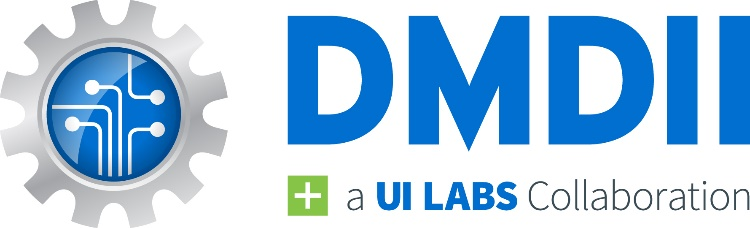 DMDII
+ a UI LABS Collaboration